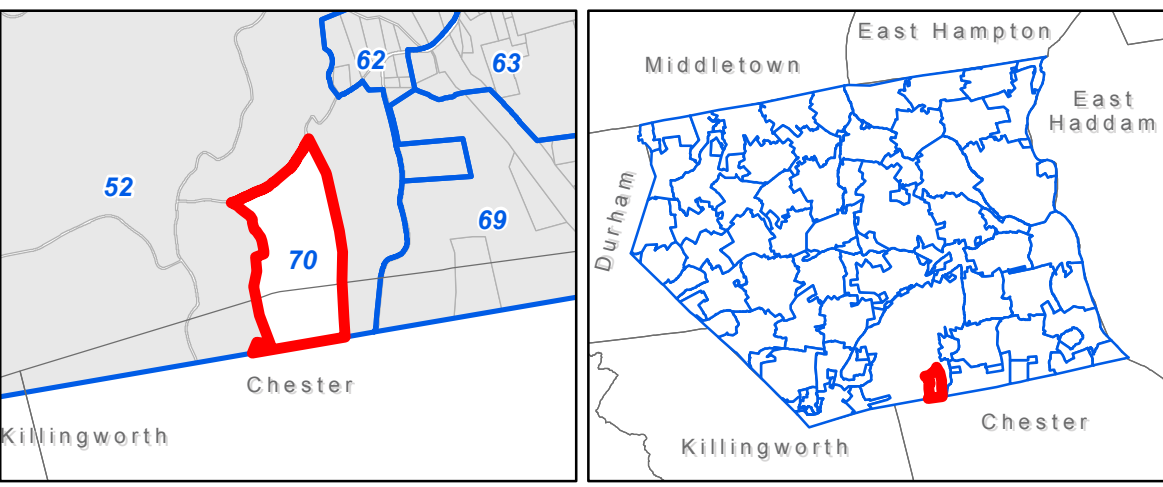 62
63
52
69
70
Chester
Killingworth
East Hampton
Middletown
East
Haddam
Durham
Chester
Killingworth